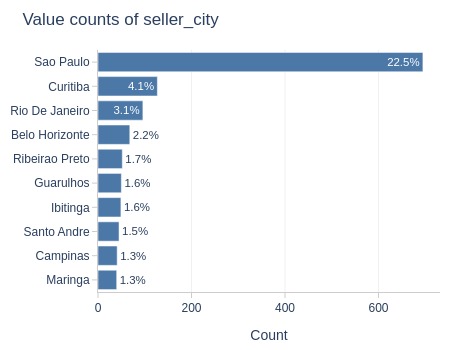 Value counts of seller_city
Sao Paulo 22.5%
Curitiba 4.1%
Rio De Janeiro 3.1%
Belo Horizonte 2.2%
Ribeirao Preto 1.7%
Guarulhos 1.6%
Ibitinga 1.6%
Santo Andre 1.5%
Campinas 1.3%
Maringa 1.3%
0 200 400 600
Count